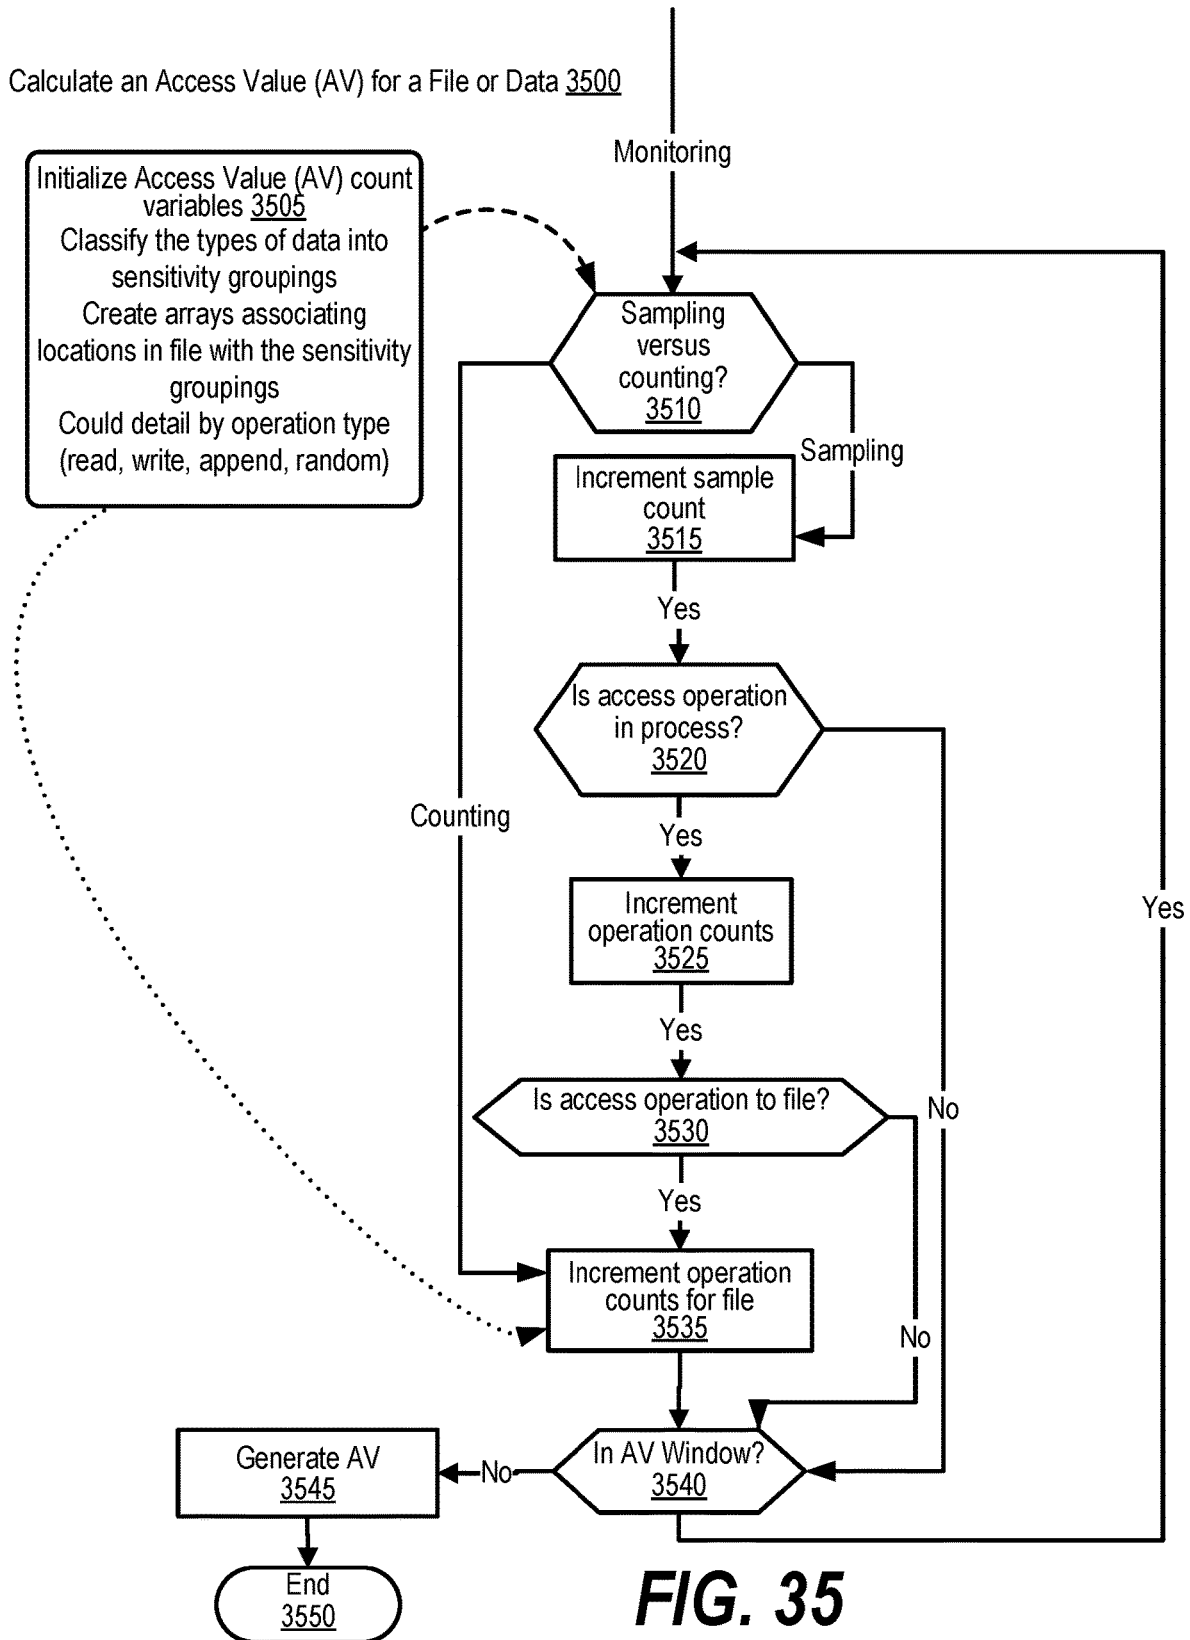 Calculate an Access Value (AV) for a File or Data 3500
Monitoring
Initialize Access Value (AV) count
variables 3505
Classify the types of data into
sensitivity groupings
Create arrays associating
locations in file with the sensitivity
groupings
Could detail by operation type
(read, write, append, random)
Sampling
versus
counting?
3510
Sampling
Increment sample
count
3515
Yes
Is access operation
in process?
3520
Counting
Yes
Increment
operation counts
3525
Yes
Yes
Is access operation to file?
3530
No
Yes
Increment operation
counts for file
3535
No
In AV Window?
3540
No
Generate AV
3545
End
3550
FIG. 35